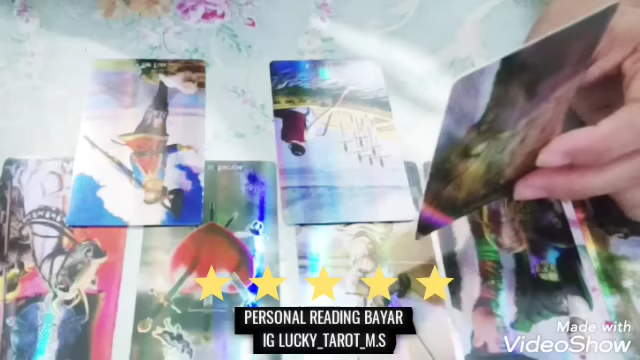 PERSONAL READING BAYAR
IG LUCKY_TAROT_M.S
Made with
VideoShow